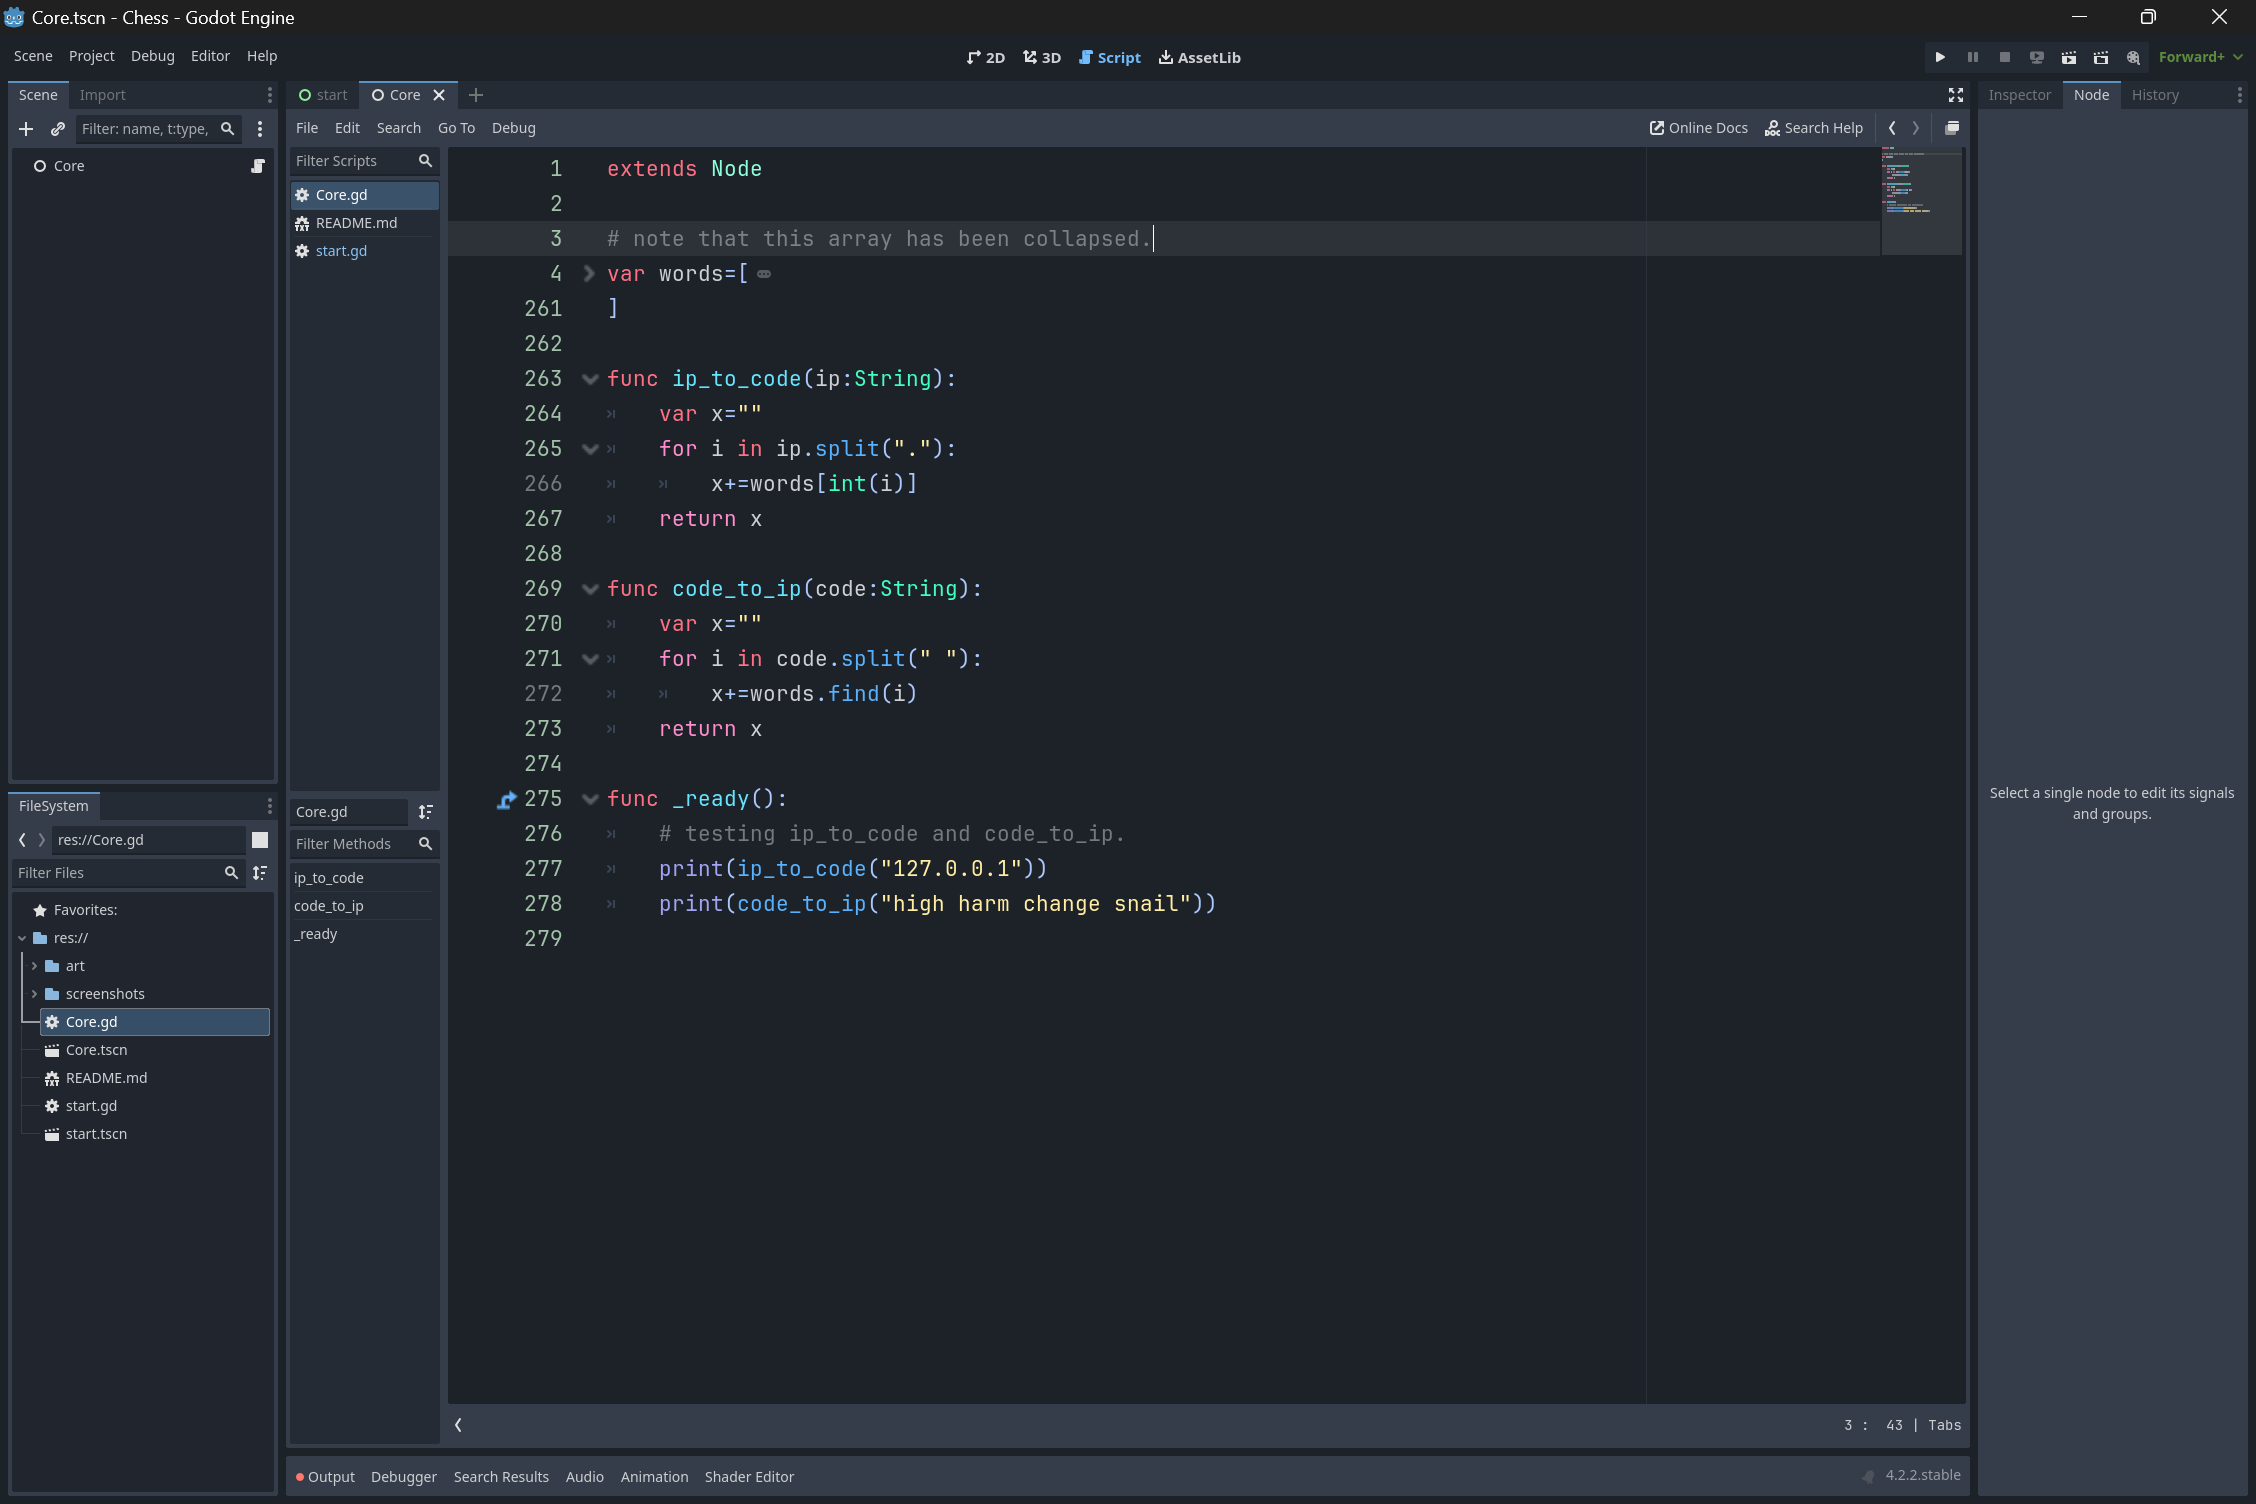 Core.tscn - Chess - Godot Engine
Scene Project Debug Editor Help
2D 3D Script AssetLib
Forward+
Scene Import
Filter: name, t:type,
Core
start Core
File Edit Search Go To Debug
Online Docs Search Help
Filter Scripts
Core.gd
README.md
start.gd
1 extends Node
2
3 # note that this array has been collapsed.
4 var words=[
261 ]
262
263 func ip_to_code(ip:String):
264 var x=""
265 for i in ip.split("."):
266 x+=words[int(i)]
267 return x
268
269 func code_to_ip(code:String):
270 var x=""
271 for i in code.split(" "):
272 x+=words.find(i)
273 return x
274
275 func _ready():
276 # testing ip_to_code and code_to_ip.
277 print(ip_to_code("127.0.0.1"))
278 print(code_to_ip("high harm change snail"))
279
Core.gd
Filter Methods
ip_to_code
code_to_ip
_ready
FileSystem
res://Core.gd
Filter Files
Favorites:
res://
art
screenshots
Core.gd
Core.tscn
README.md
start.gd
start.tscn
3 : 43 | Tabs
Output Debugger Search Results Audio Animation Shader Editor
4.2.2.stable
Inspector Node History
Select a single node to edit its signals
and groups.